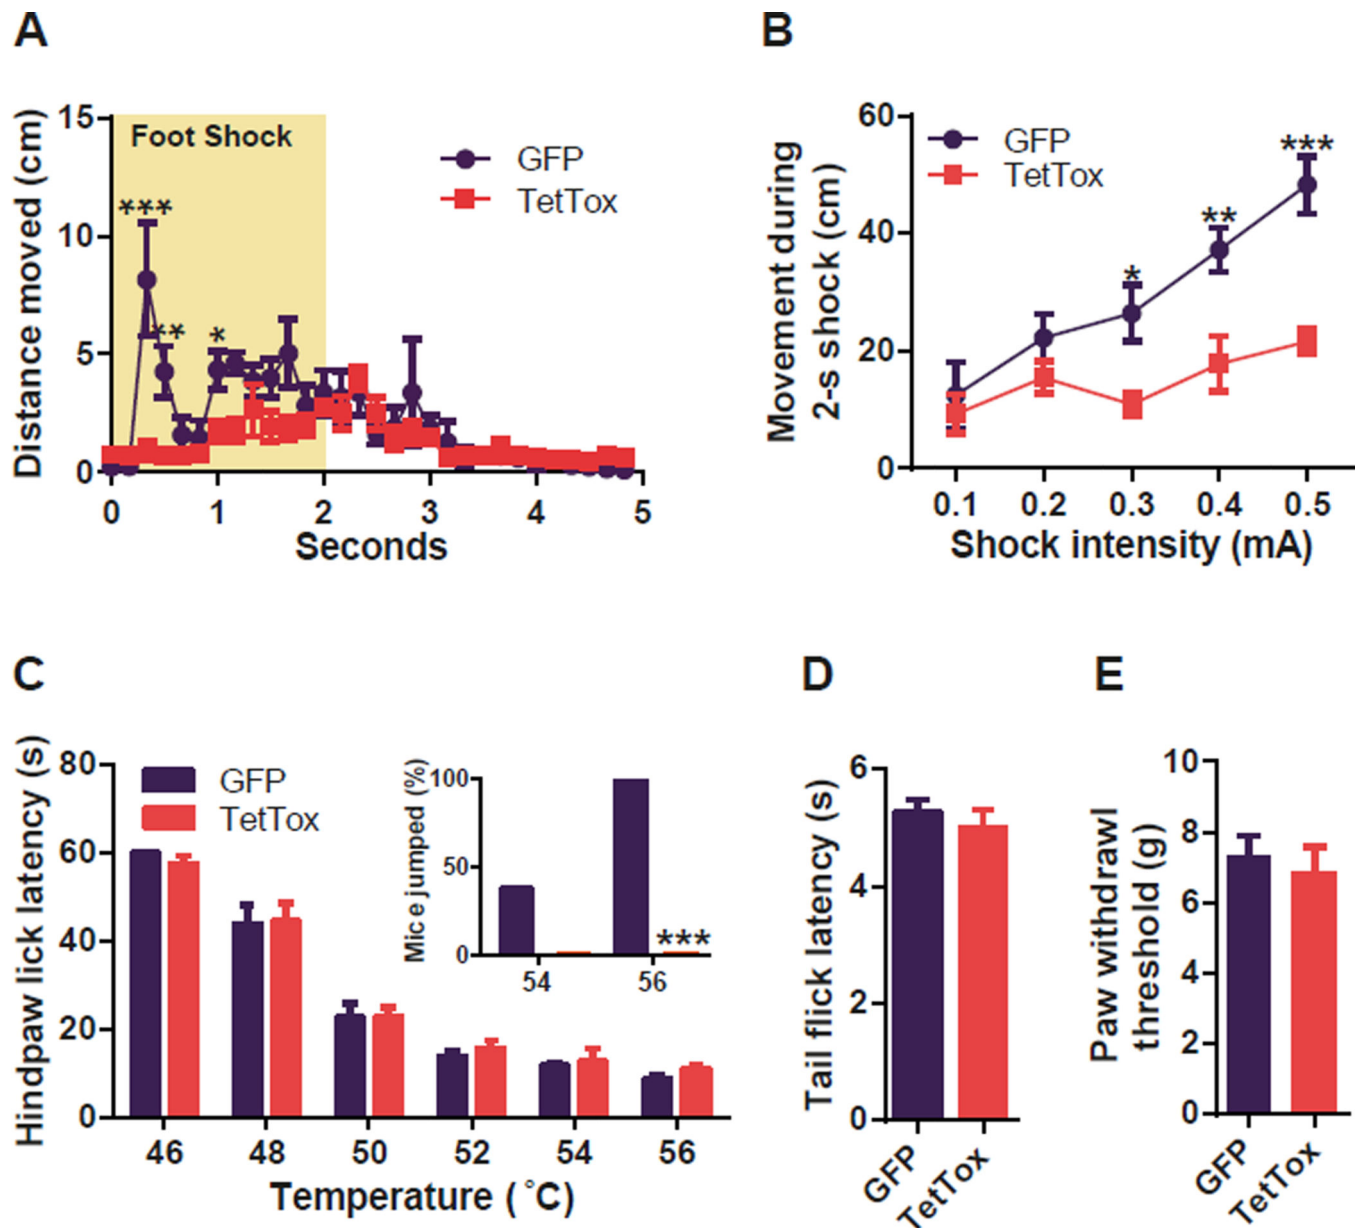 A
Distance moved (cm)
15
10
5
0
Foot Shock
***
**
*
GFP
TetTox
0 1 2 3 4 5
Seconds
B
Movement during
2-s shock (cm)
60
40
20
0
GFP
TetTox
*
**
***
0.1 0.2 0.3 0.4 0.5
Shock intensity (mA)
C
Hindpaw lick latency (s)
80
60
40
20
0
GFP
TetTox
Mice jumped (%)
100
50
0
***
54 56
46 48 50 52 54 56
Temperature ( °C)
D
Tail flick latency (s)
6
4
2
0
GFP
TetTox
E
Paw withdrawl
threshold (g)
10
8
6
4
2
0
GFP
TetTox